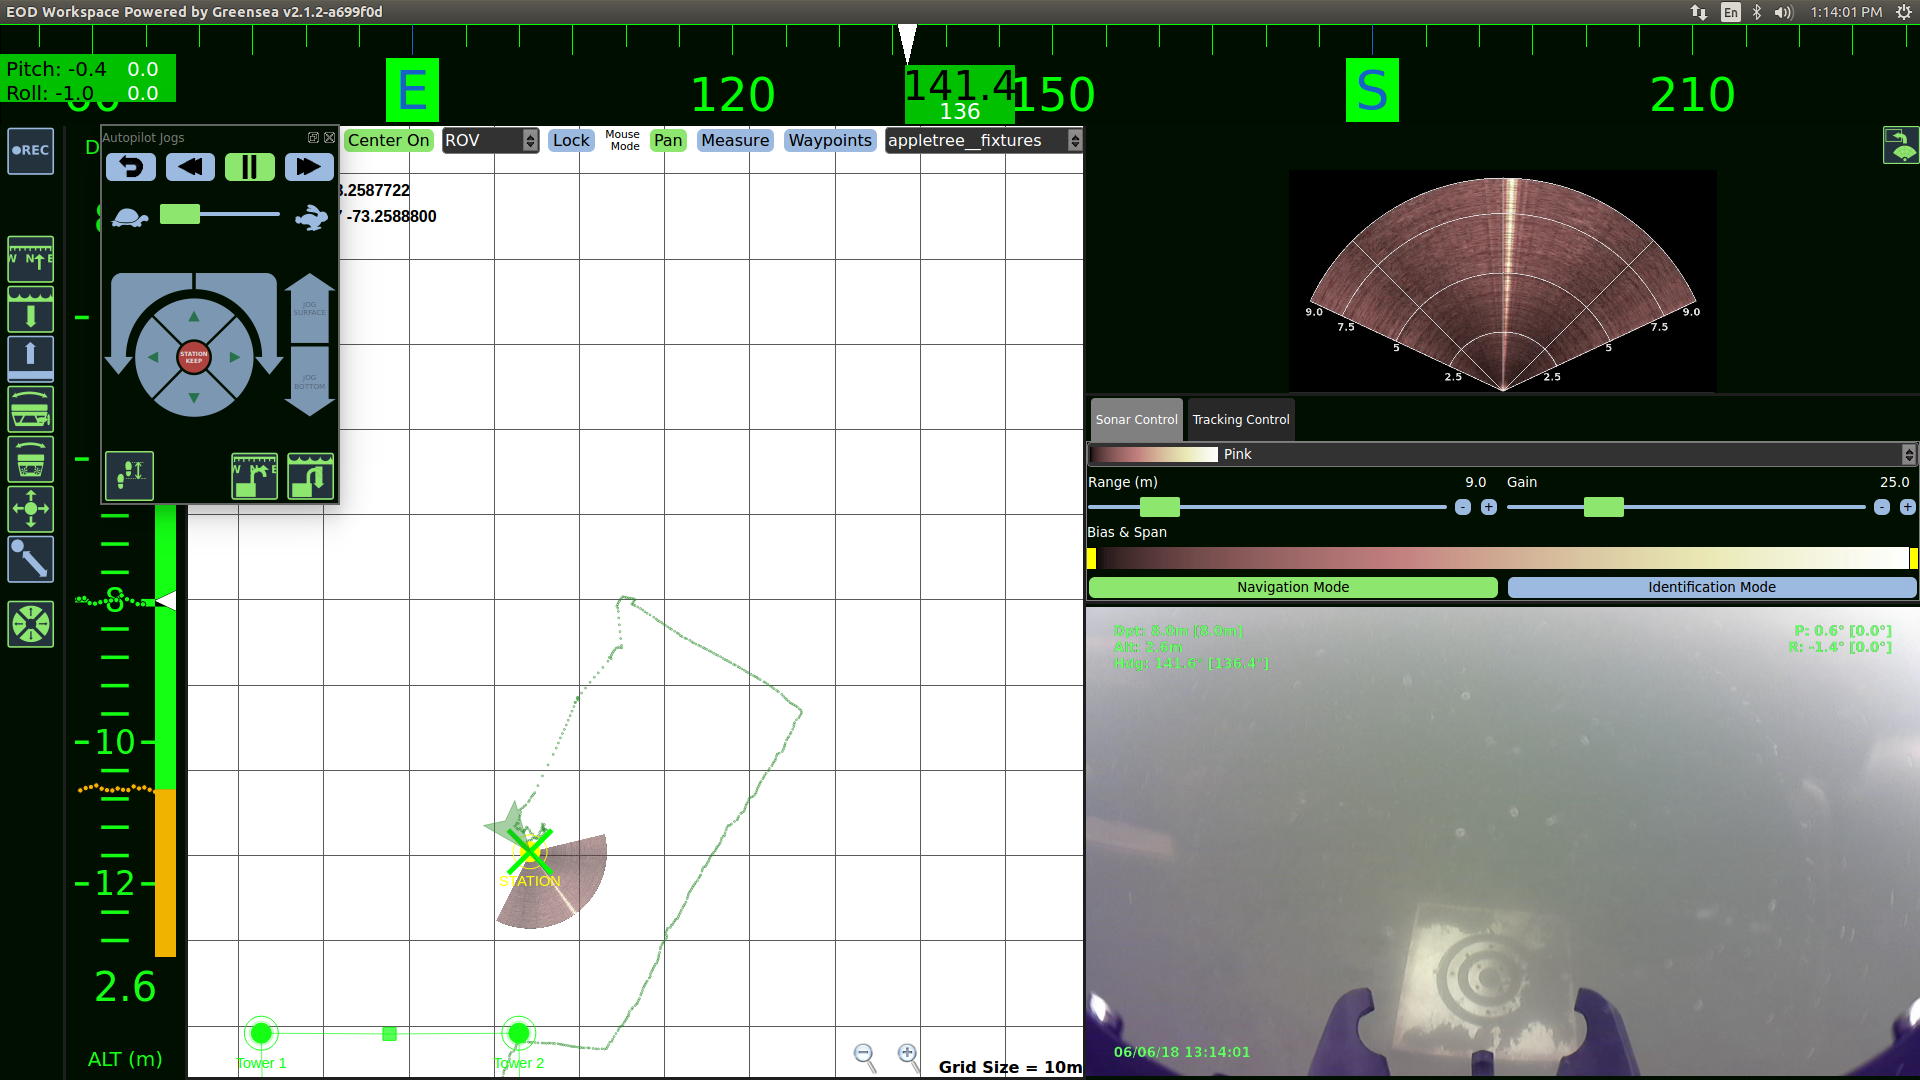 EOD Workspace Powered by Greensea v2.1.2-a699f0d
En
1:14:01 PM
Pitch: -0.4 0.0
Roll: -1.0 0.0
E
120
141.4
136
150
S
210
REC
Autopilot Jogs
Center On
ROV
Lock
Mouse Mode
Pan
Measure
Waypoints
appletree__fixtures
3.2587722
-73.2588800
JOG SURFACE
STATION KEEP
JOG BOTTOM
W N E
W N E
8
10
12
2.6
ALT (m)
STATION
Tower 1
Tower 2
Grid Size = 10m
9.0
7.5
5
2.5
2.5
5
7.5
9.0
Sonar Control
Tracking Control
Pink
Range (m) 9.0
Gain 25.0
- +
- +
Bias & Span
Navigation Mode
Identification Mode
Dpt: 8.0m [8.0m]
Alt: 2.6m
Hdg: 141.6° [136.4°]
P: 0.6° [0.0°]
R: -1.4° [0.0°]
06/06/18 13:14:01